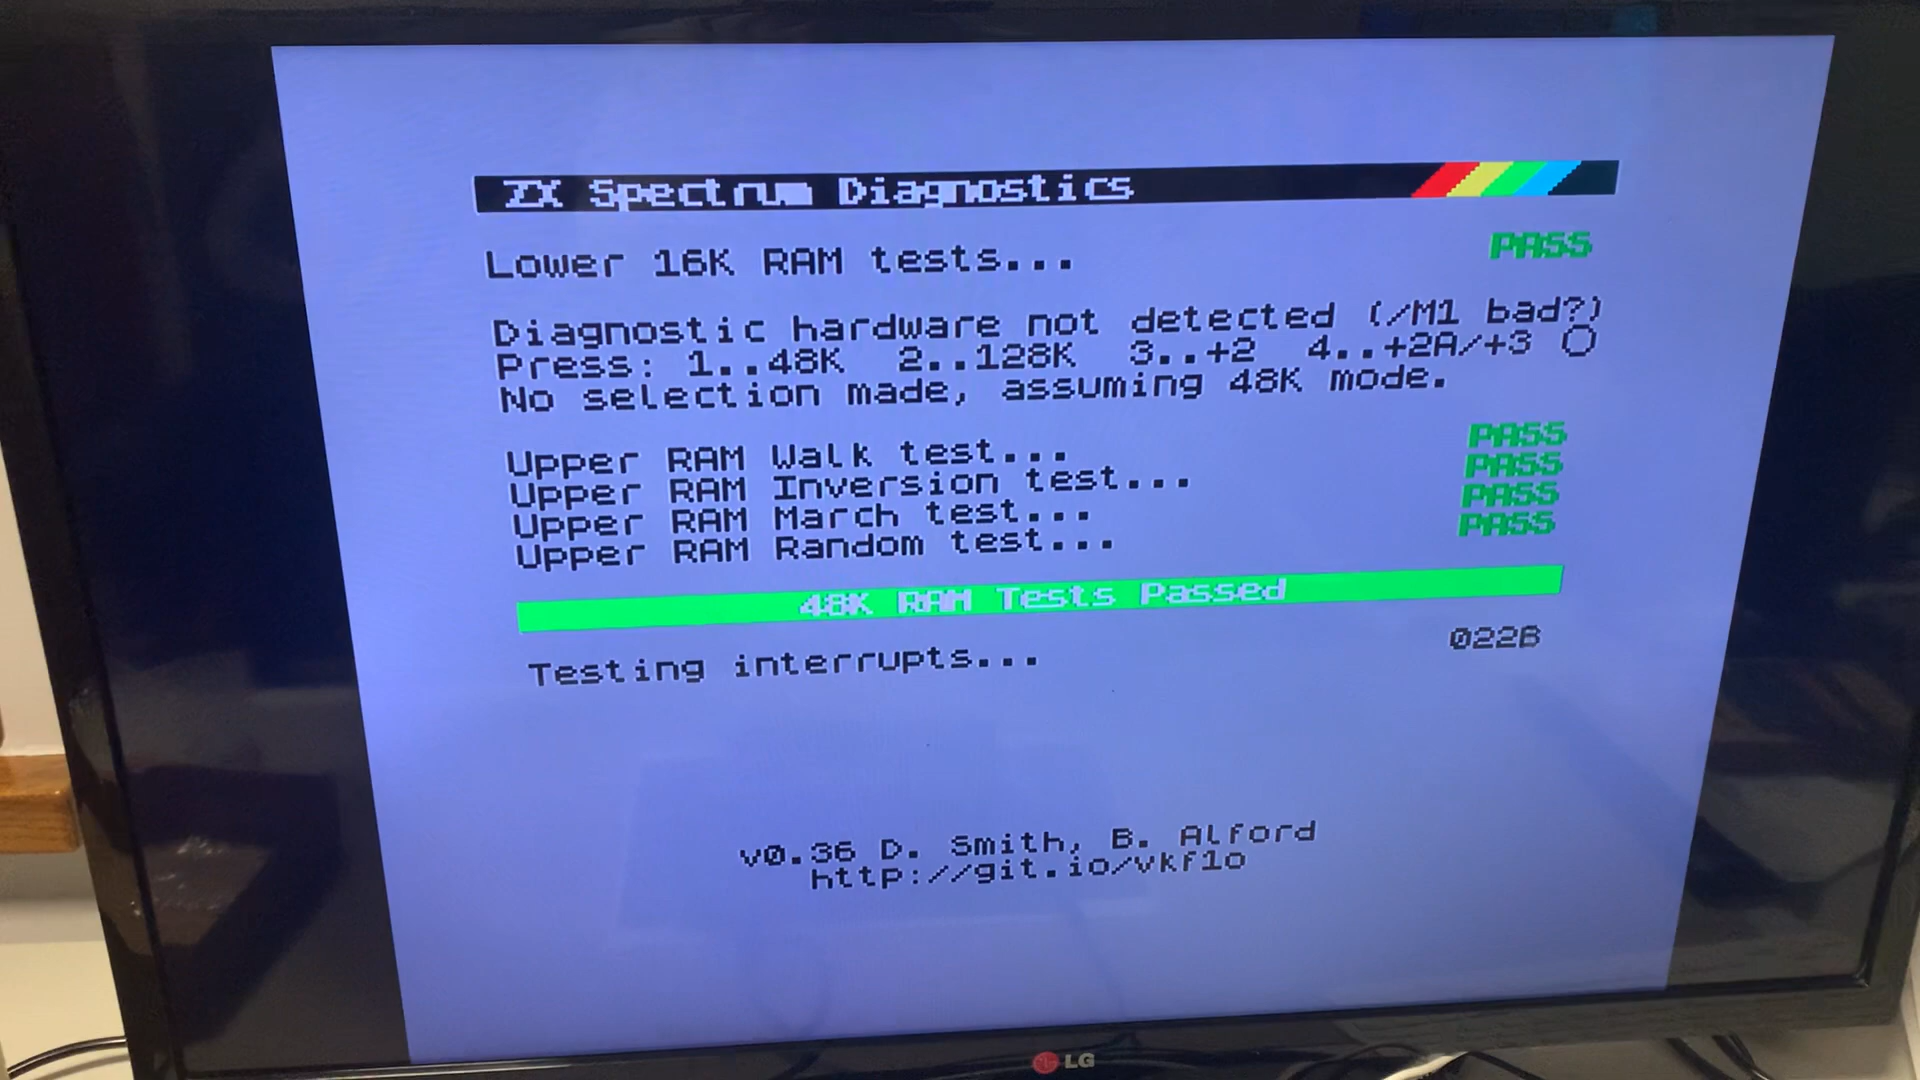 ZX Spectrum Diagnostics
Lower 16K RAM tests... PASS
Diagnostic hardware not detected (/M1 bad?)
Press: 1..48K 2..128K 3..+2 4..+2A/+3 O
No selection made, assuming 48K mode.
Upper RAM Walk test... PASS
Upper RAM Inversion test... PASS
Upper RAM March test... PASS
Upper RAM Random test... PASS
48K RAM Tests Passed
Testing interrupts... 022B
v0.36 D. Smith, B. Alford
http://git.io/vkf1o
LG